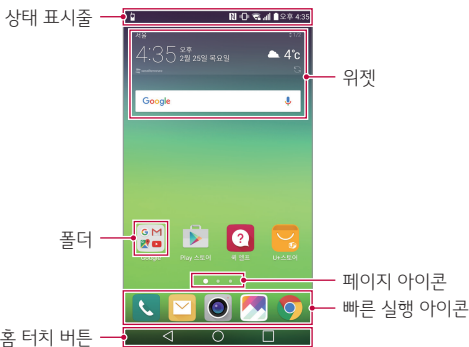 상태 표시줄
오후 4:35
서울
4:35 오후
2월 25일 목요일
4°c
위젯
Google
폴더
Google
Play 스토어
퀵 헬프
U+스토어
페이지 아이콘
빠른 실행 아이콘
홈 터치 버튼